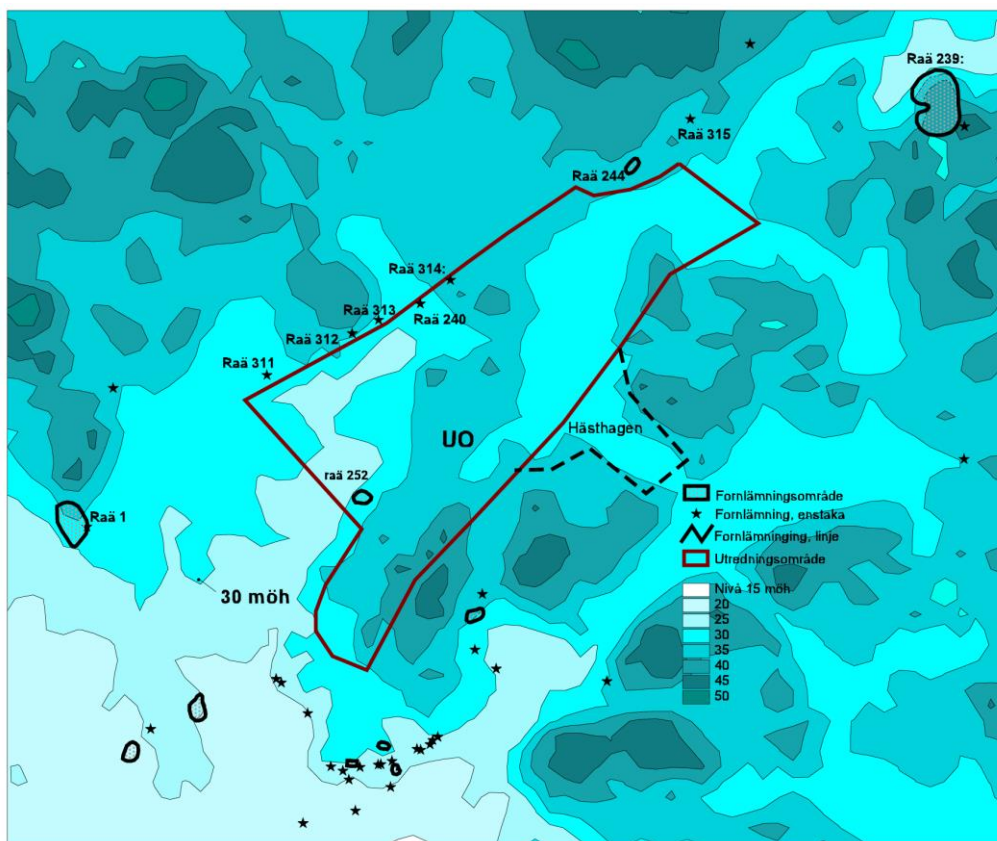 Raä 239:
Raä 315
Raä 244
Raä 314:
Raä 313
Raä 240
Raä 312
Raä 311
UO
Hästhagen
raä 252
Raä 1
30 möh
Fornlämningsområde
Fornlämning, enstaka
Fornlämninging, linje
Utredningsområde
Nivå 15 möh
20
25
30
35
40
45
50